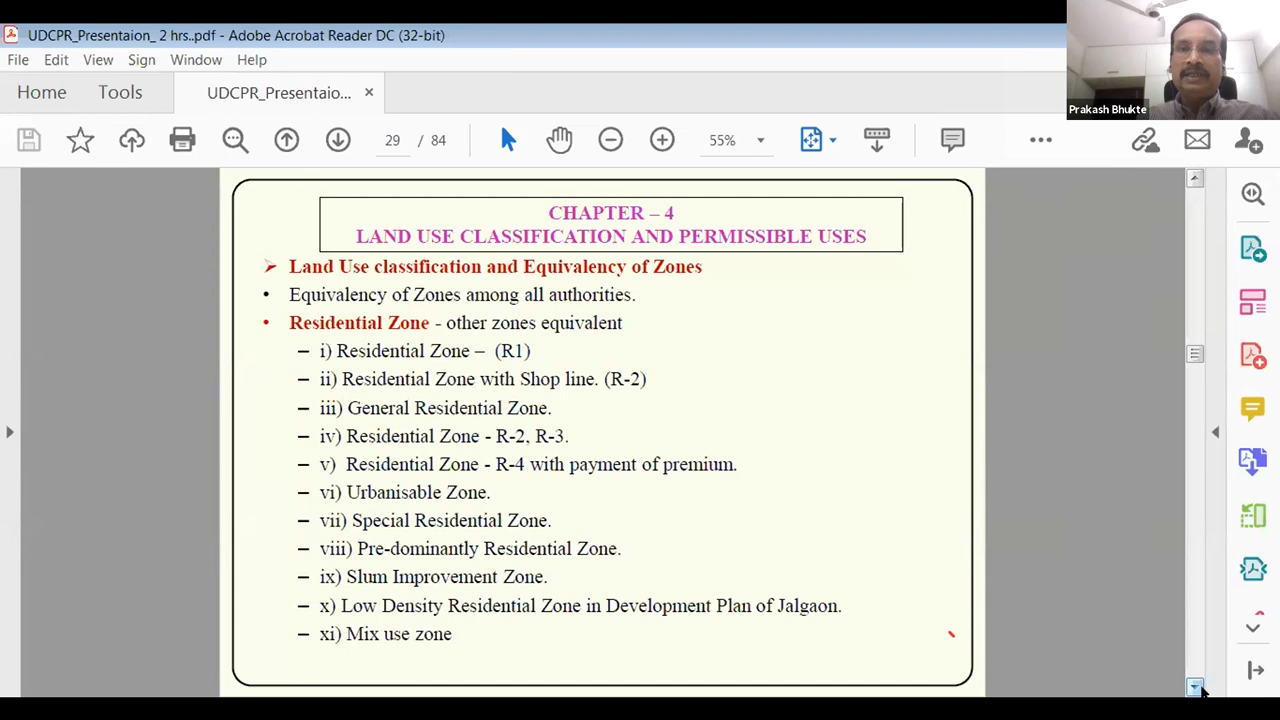 UDCPR_Presentaion_ 2 hrs..pdf - Adobe Acrobat Reader DC (32-bit)
File Edit View Sign Window Help
Home Tools UDCPR_Presentaio... ×
29 / 84 55%
Prakash Bhukte
CHAPTER – 4
LAND USE CLASSIFICATION AND PERMISSIBLE USES
➢ Land Use classification and Equivalency of Zones
• Equivalency of Zones among all authorities.
• Residential Zone - other zones equivalent
– i) Residential Zone – (R1)
– ii) Residential Zone with Shop line. (R-2)
– iii) General Residential Zone.
– iv) Residential Zone - R-2, R-3.
– v) Residential Zone - R-4 with payment of premium.
– vi) Urbanisable Zone.
– vii) Special Residential Zone.
– viii) Pre-dominantly Residential Zone.
– ix) Slum Improvement Zone.
– x) Low Density Residential Zone in Development Plan of Jalgaon.
– xi) Mix use zone